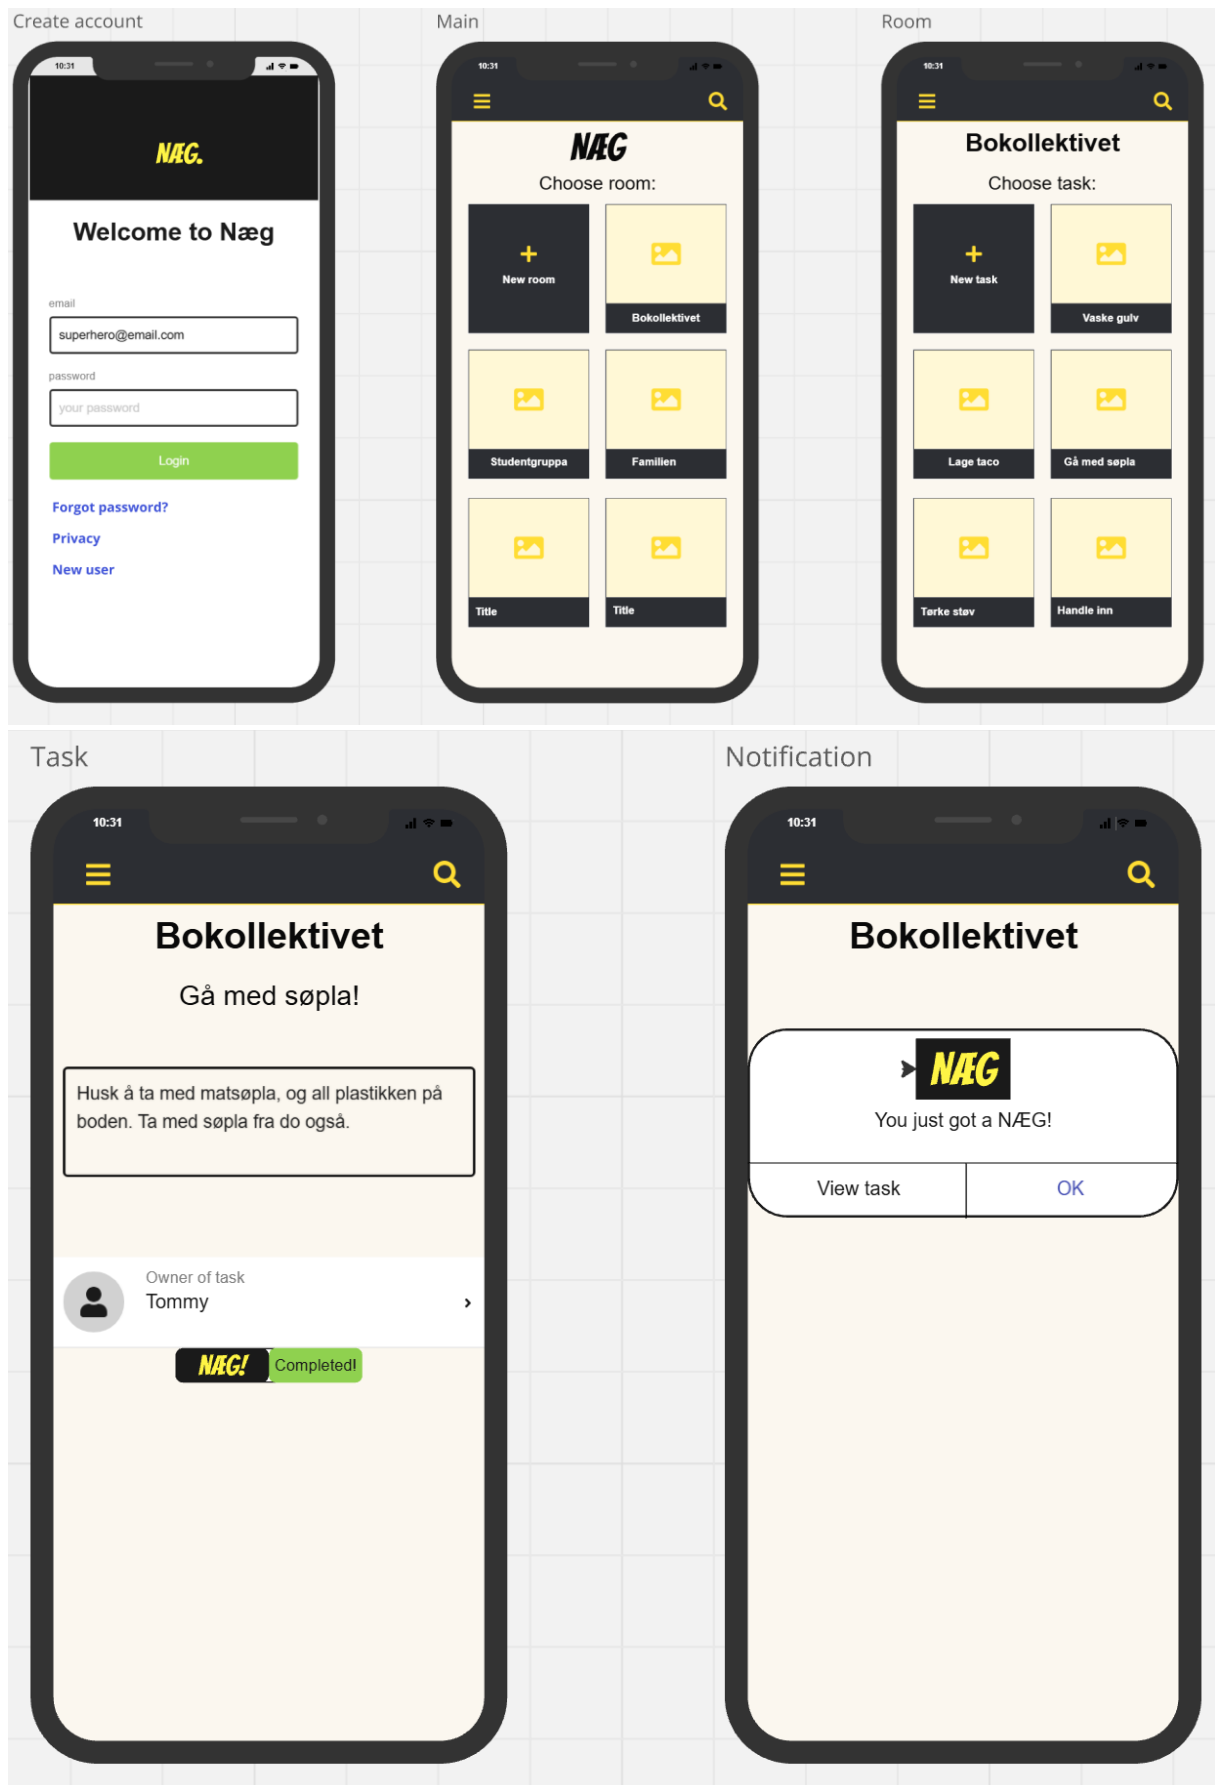 Create account
10:31
NÆG.
Welcome to Næg
email
superhero@email.com
password
your password
Login
Forgot password?
Privacy
New user
Main
10:31
NÆG
Choose room:
New room
Bokollektivet
Studentgruppa
Familien
Title
Title
Room
10:31
Bokollektivet
Choose task:
New task
Vaske gulv
Lage taco
Gå med søpla
Tørke støv
Handle inn
Task
10:31
Bokollektivet
Gå med søpla!
Husk å ta med matsøpla, og all plastikken på
boden. Ta med søpla fra do også.
Owner of task
Tommy
NÆG!
Completed!
Notification
10:31
Bokollektivet
NÆG
You just got a NÆG!
View task
OK